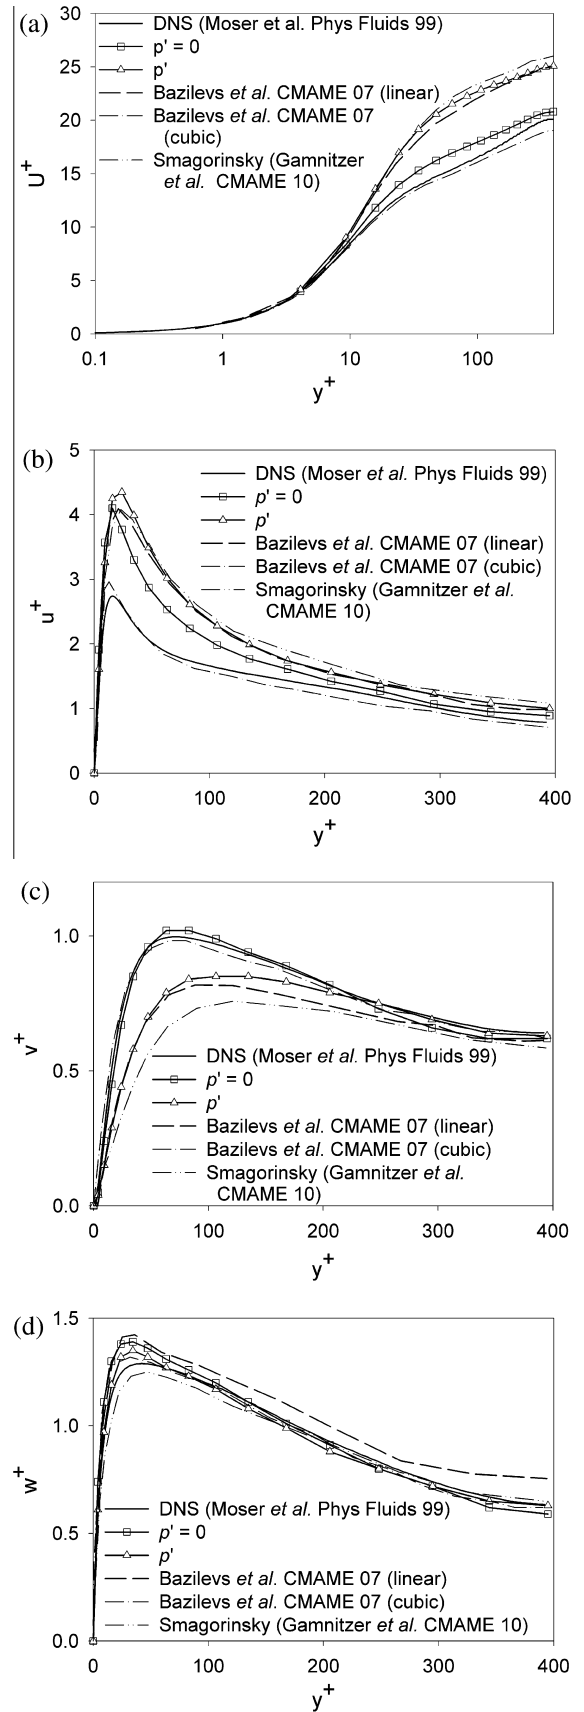 (a)
DNS (Moser et al. Phys Fluids 99)
p' = 0
p'
Bazilevs et al. CMAME 07 (linear)
Bazilevs et al. CMAME 07
(cubic)
Smagorinsky (Gamnitzer
et al. CMAME 10)
30
25
20
15
10
5
0
U+
0.1
1
10
100
y+
(b)
5
4
3
2
1
0
u+
DNS (Moser et al. Phys Fluids 99)
p' = 0
p'
Bazilevs et al. CMAME 07 (linear)
Bazilevs et al. CMAME 07 (cubic)
Smagorinsky (Gamnitzer et al.
CMAME 10)
0
100
200
300
400
y+
(c)
1.0
0.5
0.0
v+
DNS (Moser et al. Phys Fluids 99)
p' = 0
p'
Bazilevs et al. CMAME 07 (linear)
Bazilevs et al. CMAME 07 (cubic)
Smagorinsky (Gamnitzer et al.
CMAME 10)
0
100
200
300
400
y+
(d)
1.5
1.0
0.5
0.0
w+
DNS (Moser et al. Phys Fluids 99)
p' = 0
p'
Bazilevs et al. CMAME 07 (linear)
Bazilevs et al. CMAME 07 (cubic)
Smagorinsky (Gamnitzer et al. CMAME 10)
0
100
200
300
400
y+